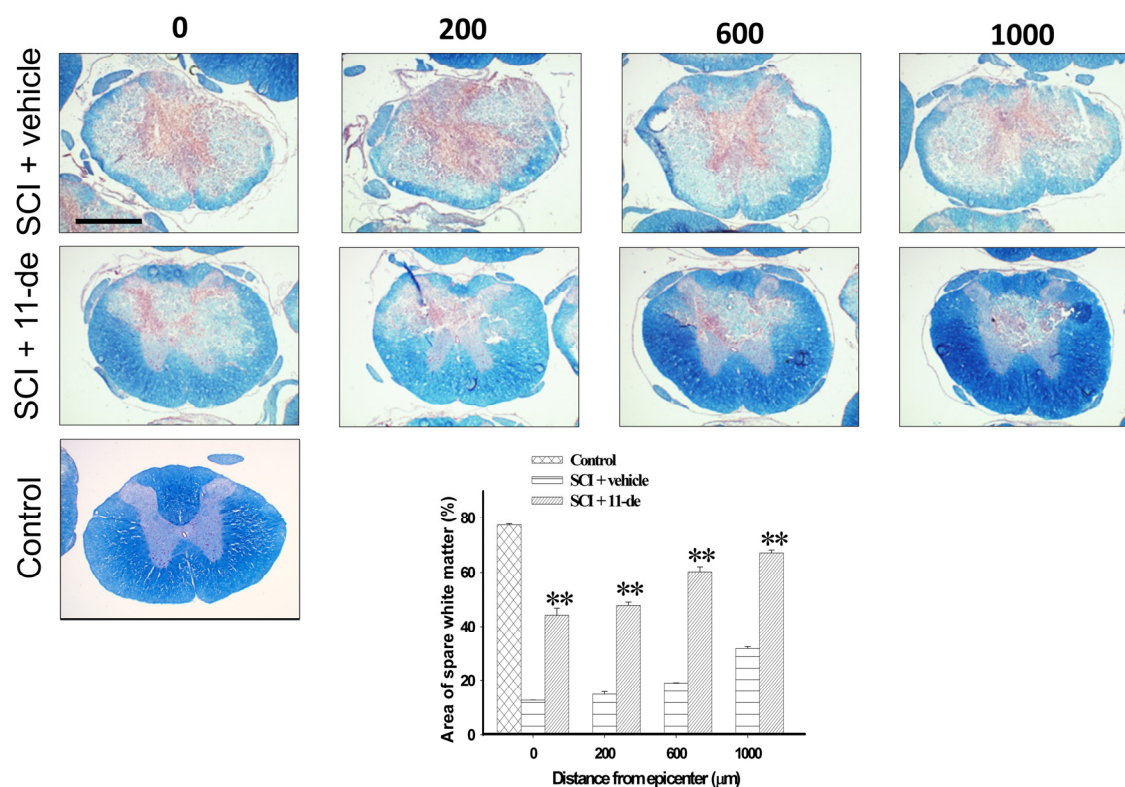 0 200 600 1000
SCI + vehicle
SCI + 11-de
Control
Control
SCI + vehicle
SCI + 11-de
Area of spare white matter (%)
80
60
40
20
0
** ** ** **
0 200 600 1000
Distance from epicenter (μm)